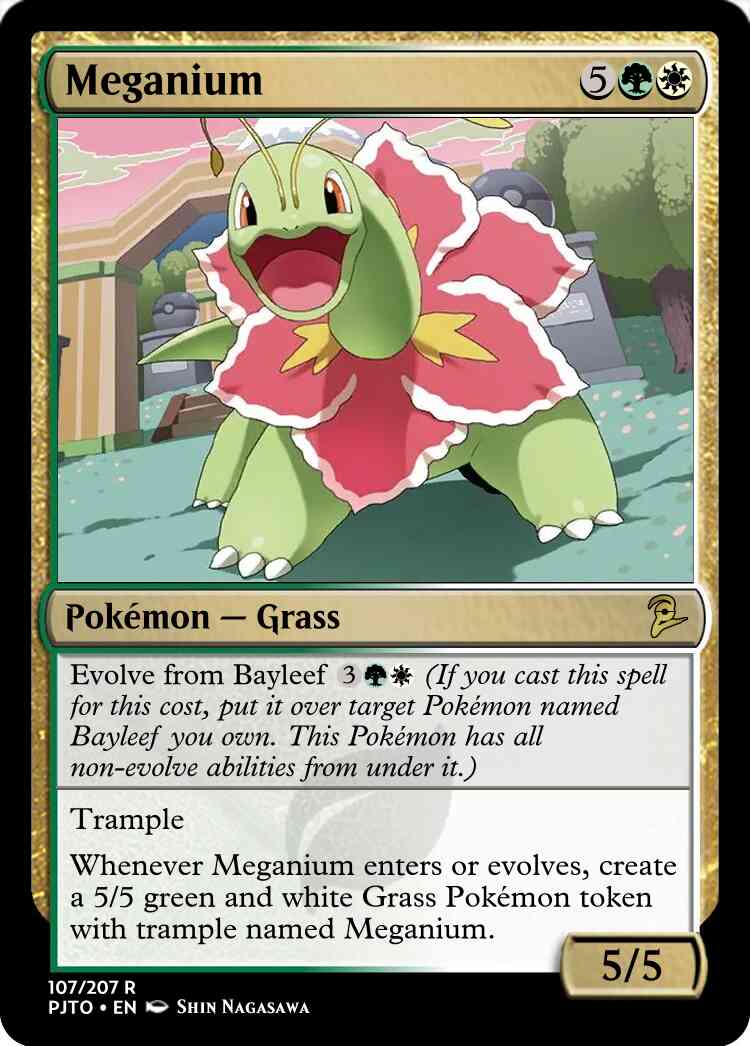 Meganium 5
Pokémon — Grass
Evolve from Bayleef 3 (If you cast this spell
for this cost, put it over target Pokémon named
Bayleef you own. This Pokémon has all
non-evolve abilities from under it.)
Trample
Whenever Meganium enters or evolves, create
a 5/5 green and white Grass Pokémon token
with trample named Meganium.
5/5
107/207 R
PJTO • EN Shin Nagasawa